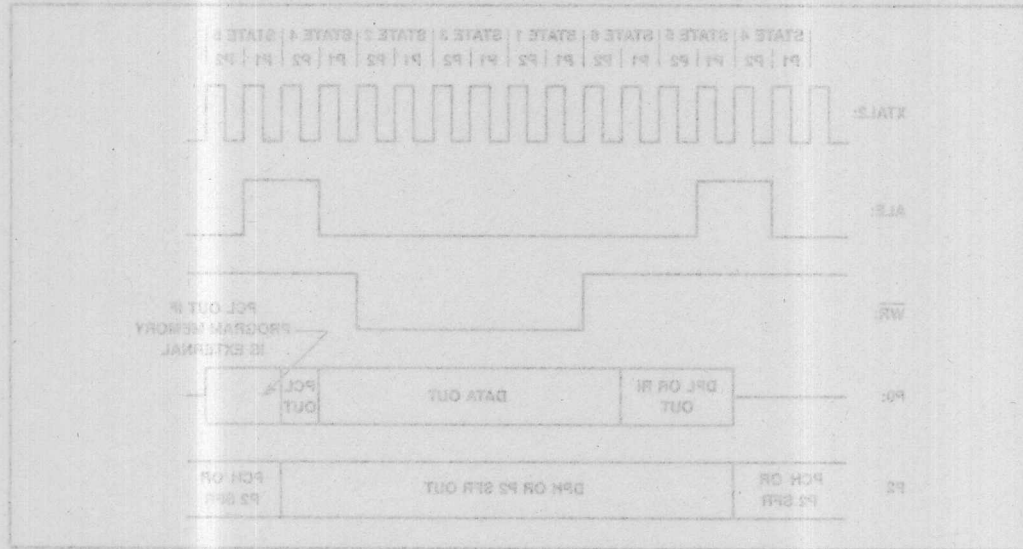 STATE 4 | STATE 5 | STATE 6 | STATE 1 | STATE 2 | STATE 3 | STATE 4 | STATE 5
P1 | P2 | P1 | P2 | P1 | P2 | P1 | P2 | P1 | P2 | P1 | P2 | P1 | P2 | P1 | P2
XTAL2:
ALE:
WR:
PCL OUT IF
PROGRAM MEMORY
IS EXTERNAL
P0:
DPL OR RI
OUT
DATA OUT
PCL
OUT
P2
PCH OR
P2 SFR
DPH OR P2 SFR OUT
PCH OR
P2 SFR